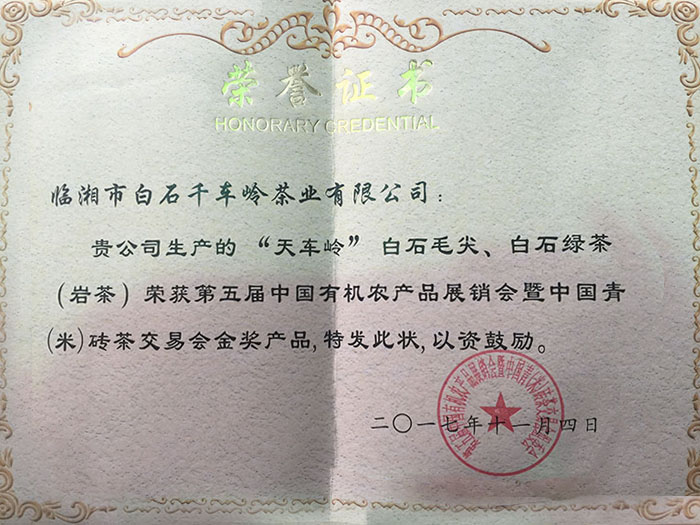 荣誉证书
HONORARY CREDENTIAL
临湘市白石千车岭茶业有限公司：
贵公司生产的“天车岭”白石毛尖、白石绿茶
(岩茶)荣获第五届中国有机农产品展销会暨中国青
(米)砖茶交易会金奖产品,特发此状,以资鼓励。
二〇一七年十一月四日